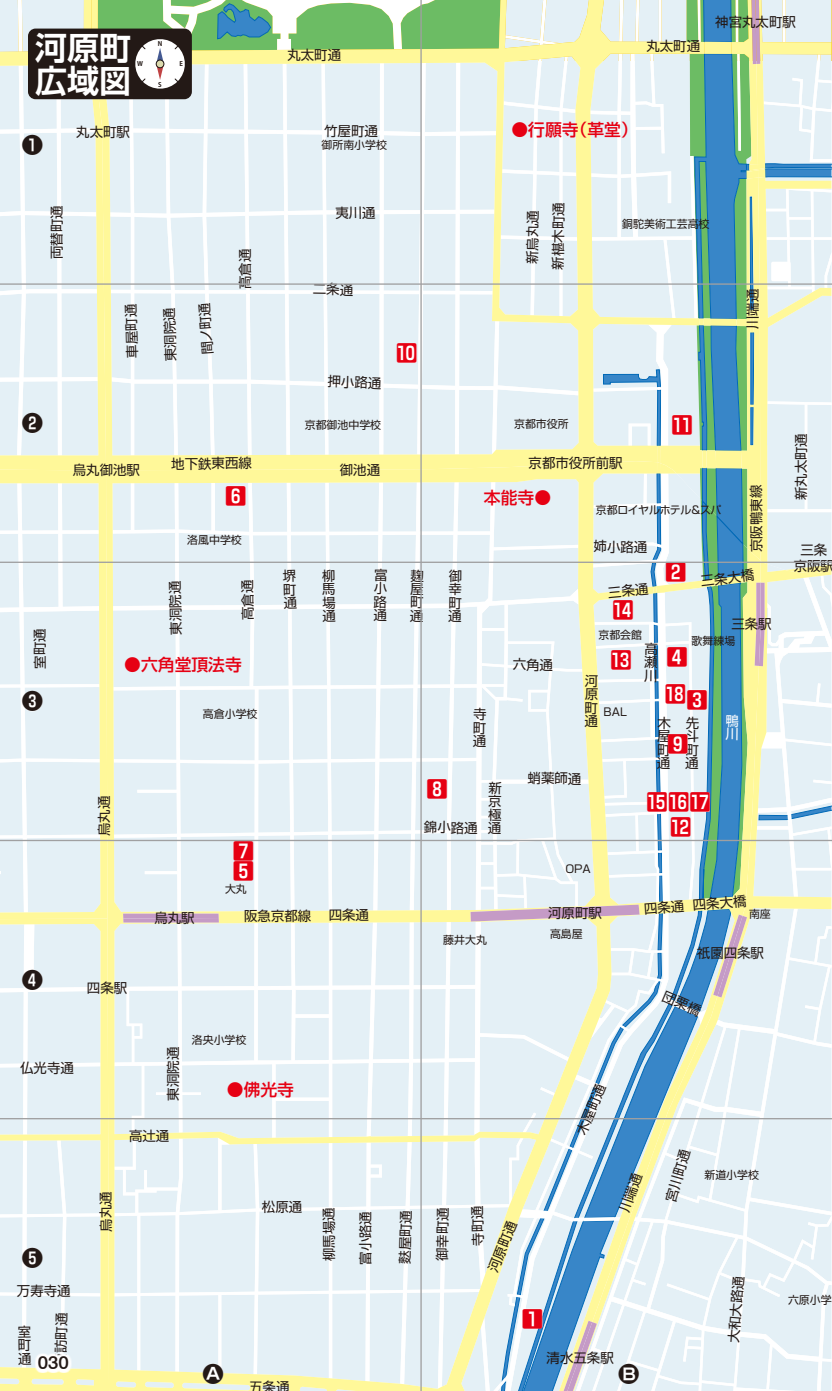 河原町
広域図
N
W
E
S
神宮丸太町駅
丸太町通
丸太町通
❶
丸太町駅
竹屋町通
御所南小学校
●行願寺(革堂)
両替町通
夷川通
高倉通
新烏丸通
新椹木町通
銅駝美術工芸高校
二条通
車屋町通
東洞院通
間ノ町通
川端通
10
押小路通
❷
京都御池中学校
京都市役所
11
新丸太町通
烏丸御池駅
地下鉄東西線
御池通
京都市役所前駅
6
本能寺●
京都ロイヤルホテル&スパ
京阪鴨東線
洛風中学校
姉小路通
三条
京阪駅
2
三条大橋
三条通
東洞院通
高倉通
堺町通
柳馬場通
富小路通
麹屋町通
御幸町通
14
三条駅
室町通
京都会館
歌舞練場
●六角堂頂法寺
六角通
13
高瀬川
4
❸
河原町通
18
3
高倉小学校
寺町通
BAL
木屋町通
先斗町通
鴨川
9
蛸薬師通
8
新京極通
15
16
17
烏丸通
錦小路通
12
7
5
大丸
OPA
烏丸駅
阪急京都線
四条通
河原町駅
四条通
四条大橋
南座
藤井大丸
高島屋
祇園四条駅
❹
四条駅
団栗橋
洛央小学校
仏光寺通
東洞院通
●佛光寺
木屋町通
高辻通
宮川町通
新道小学校
烏丸通
松原通
柳馬場通
富小路通
麸屋町通
御幸町通
寺町通
河原町通
川端通
❺
万寿寺通
大和大路通
六原小学
1
室町通
訪町通
030
清水五条駅
Ⓐ
Ⓑ
五条通